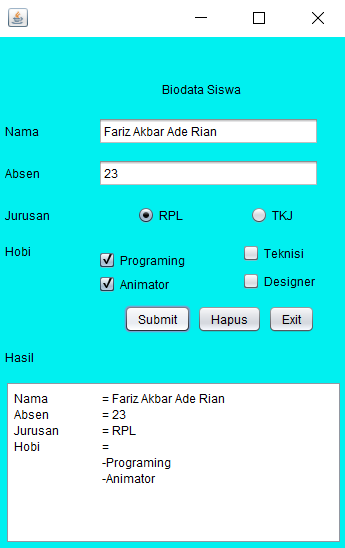 Biodata Siswa
Nama Fariz Akbar Ade Rian
Absen 23
Jurusan RPL TKJ
Hobi Programing Teknisi
Animator Designer
Submit Hapus Exit
Hasil
Nama = Fariz Akbar Ade Rian
Absen = 23
Jurusan = RPL
Hobi =
-Programing
-Animator